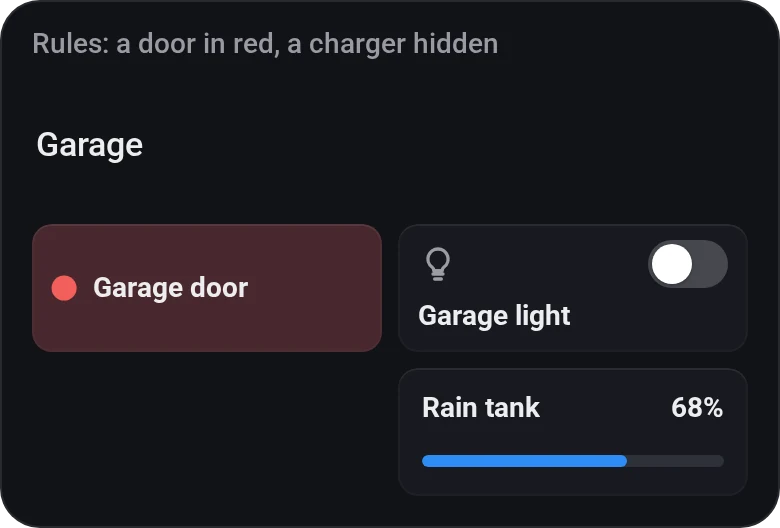 Rules: a door in red, a charger hidden
Garage
Garage door
Garage light
Rain tank 68%